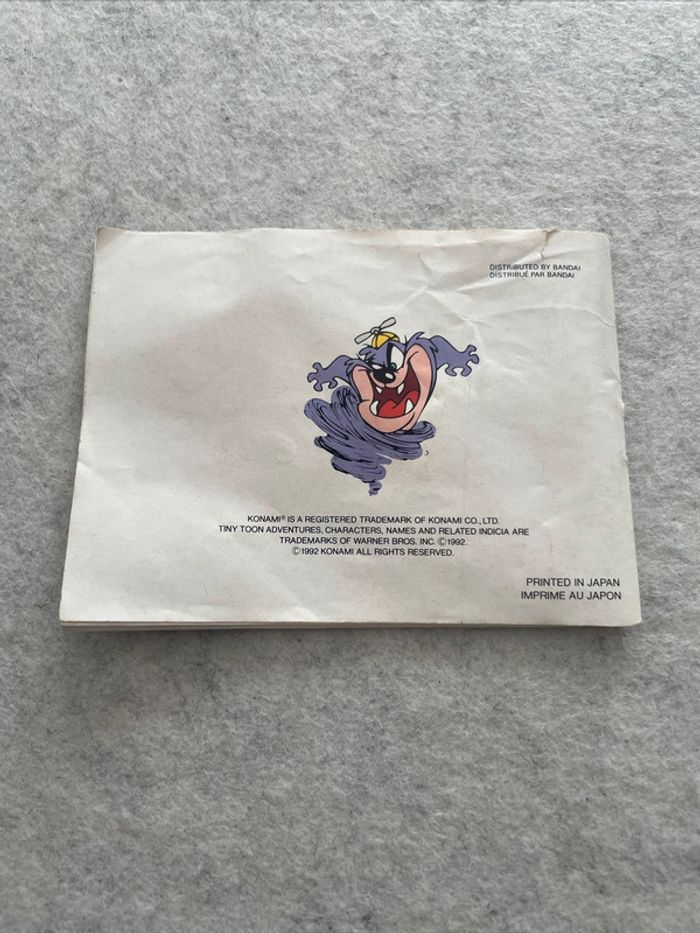 DISTRIBUTED BY BANDAI
DISTRIBUÉ PAR BANDAI
KONAMI® IS A REGISTERED TRADEMARK OF KONAMI CO., LTD.
TINY TOON ADVENTURES, CHARACTERS, NAMES AND RELATED INDICIA ARE
TRADEMARKS OF WARNER BROS. INC. ©1992.
©1992 KONAMI ALL RIGHTS RESERVED.
PRINTED IN JAPAN
IMPRIME AU JAPON